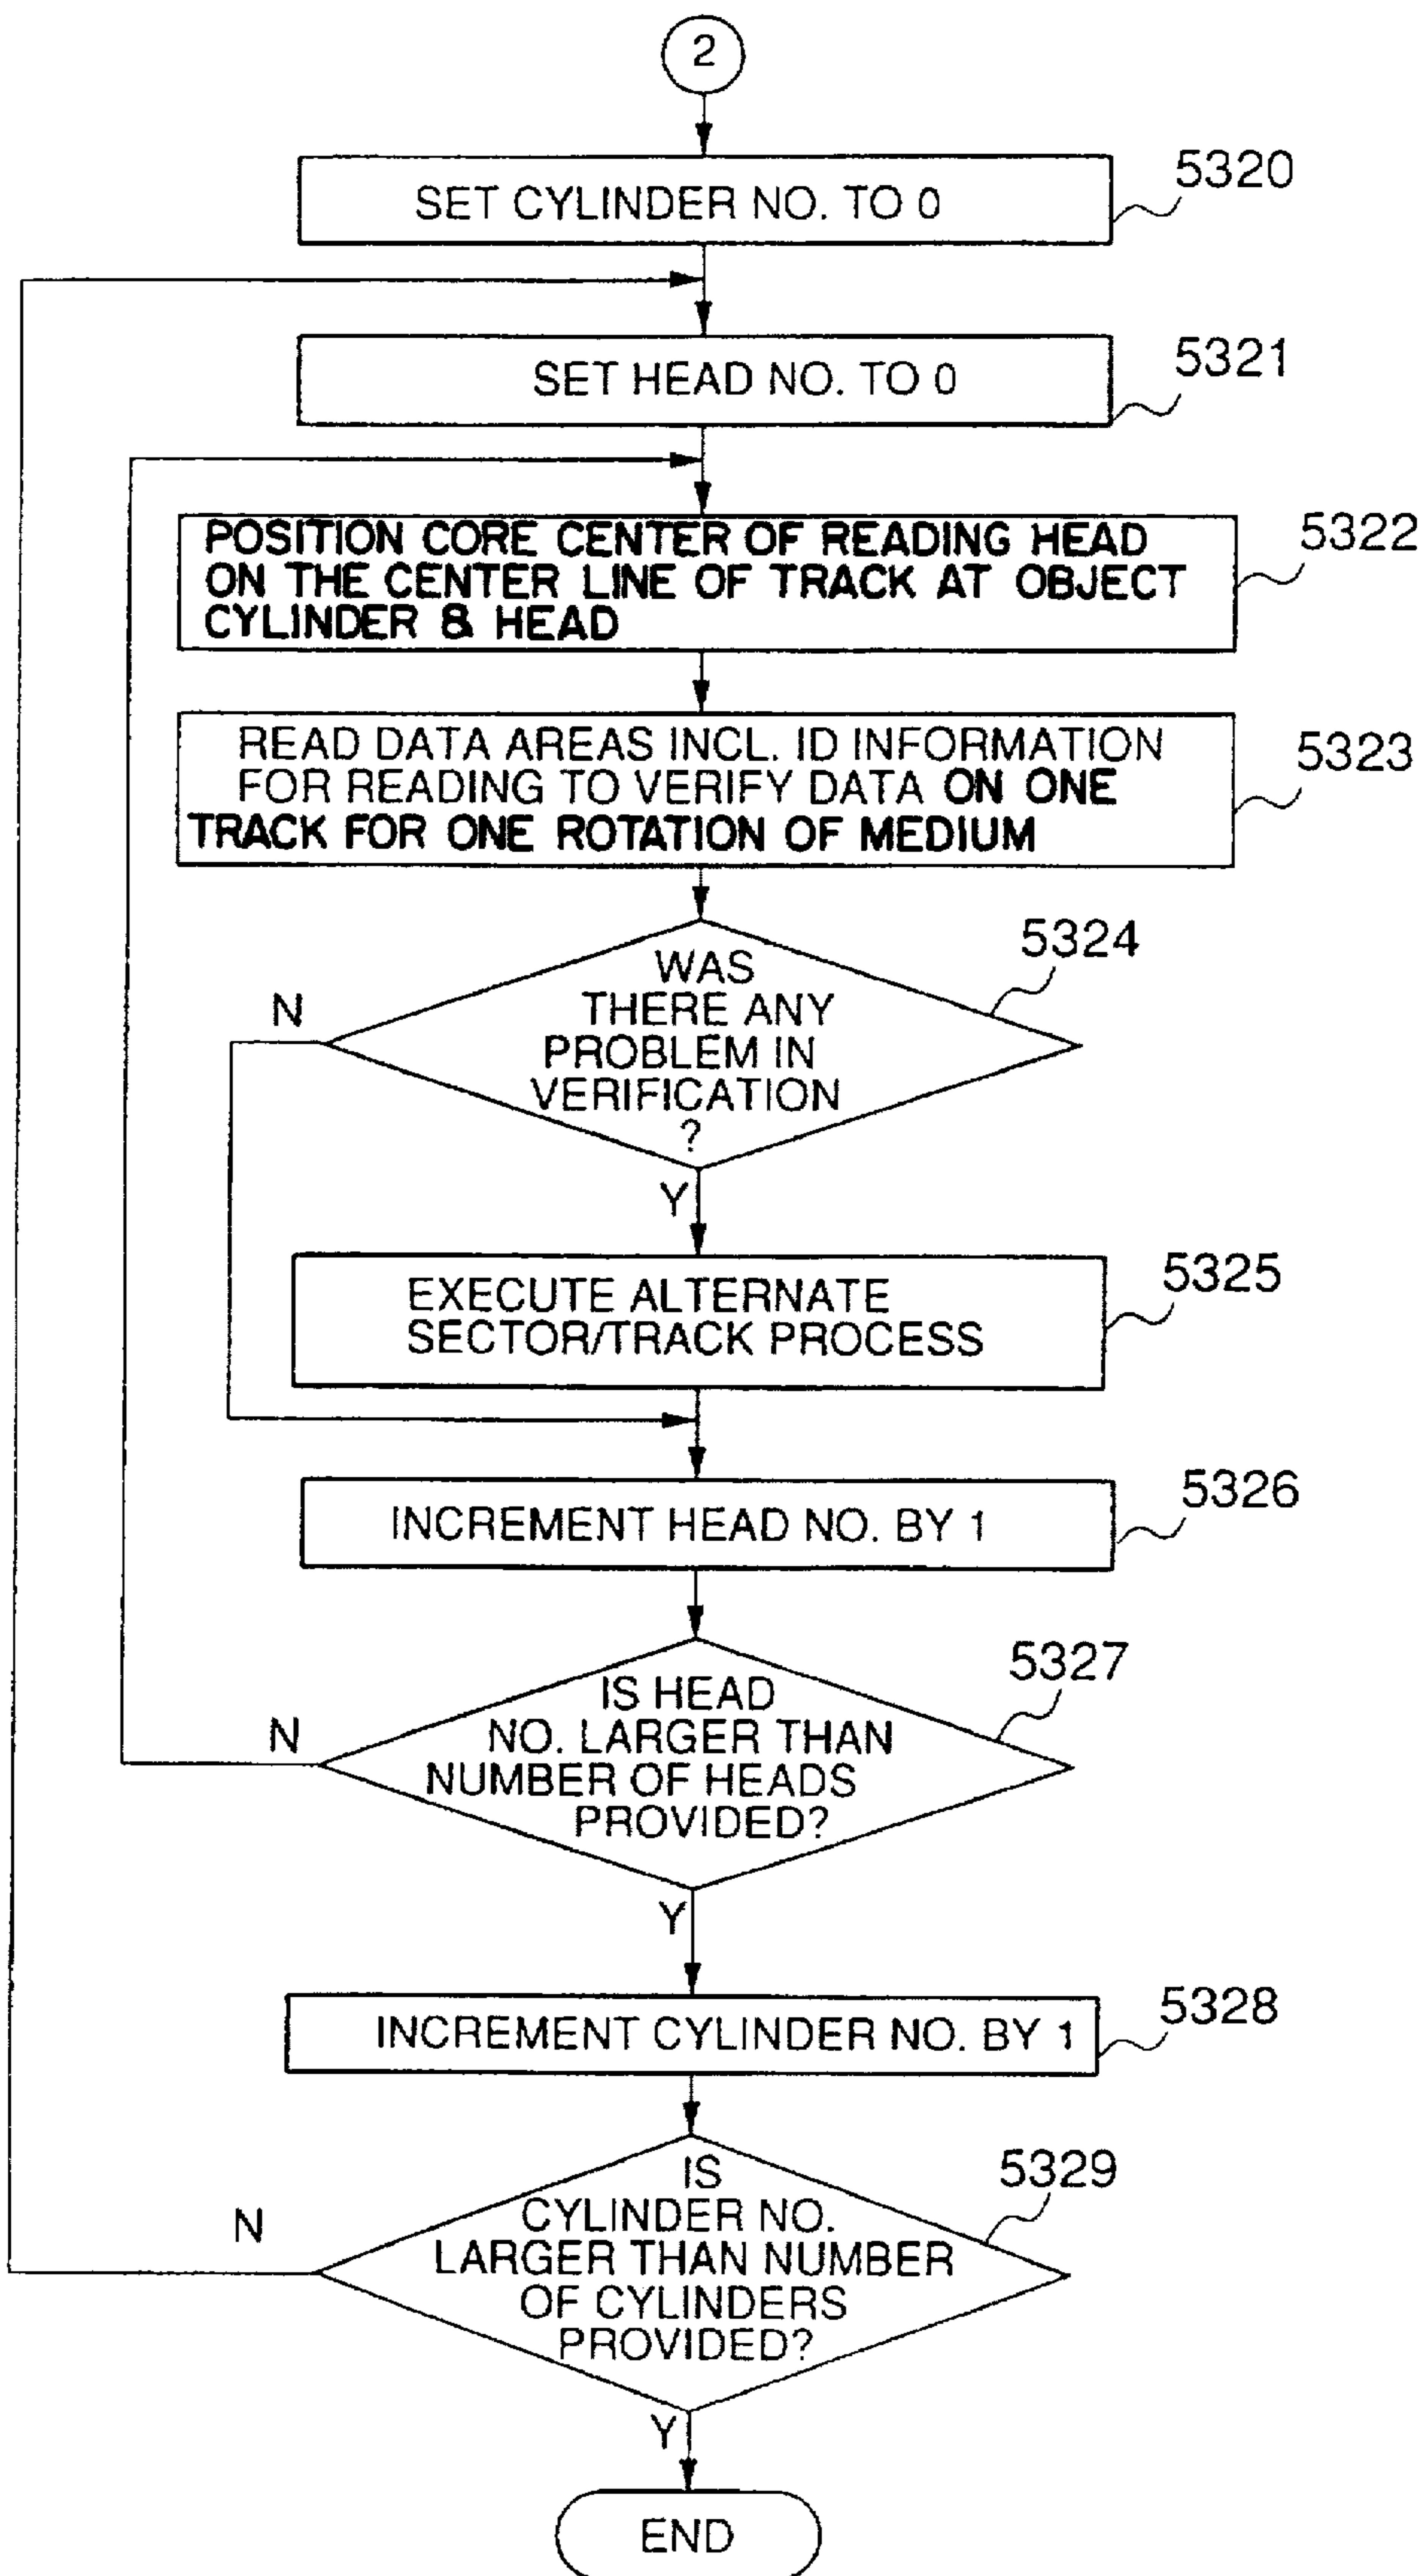 2
SET CYLINDER NO. TO 0
5320
SET HEAD NO. TO 0
5321
POSITION CORE CENTER OF READING HEAD
ON THE CENTER LINE OF TRACK AT OBJECT
CYLINDER & HEAD
5322
READ DATA AREAS INCL. ID INFORMATION
FOR READING TO VERIFY DATA ON ONE
TRACK FOR ONE ROTATION OF MEDIUM
5323
5324
WAS
THERE ANY
PROBLEM IN
VERIFICATION
?
N
Y
EXECUTE ALTERNATE
SECTOR/TRACK PROCESS
5325
INCREMENT HEAD NO. BY 1
5326
5327
IS HEAD
NO. LARGER THAN
NUMBER OF HEADS
PROVIDED?
N
Y
INCREMENT CYLINDER NO. BY 1
5328
5329
IS
CYLINDER NO.
LARGER THAN NUMBER
OF CYLINDERS
PROVIDED?
N
Y
END